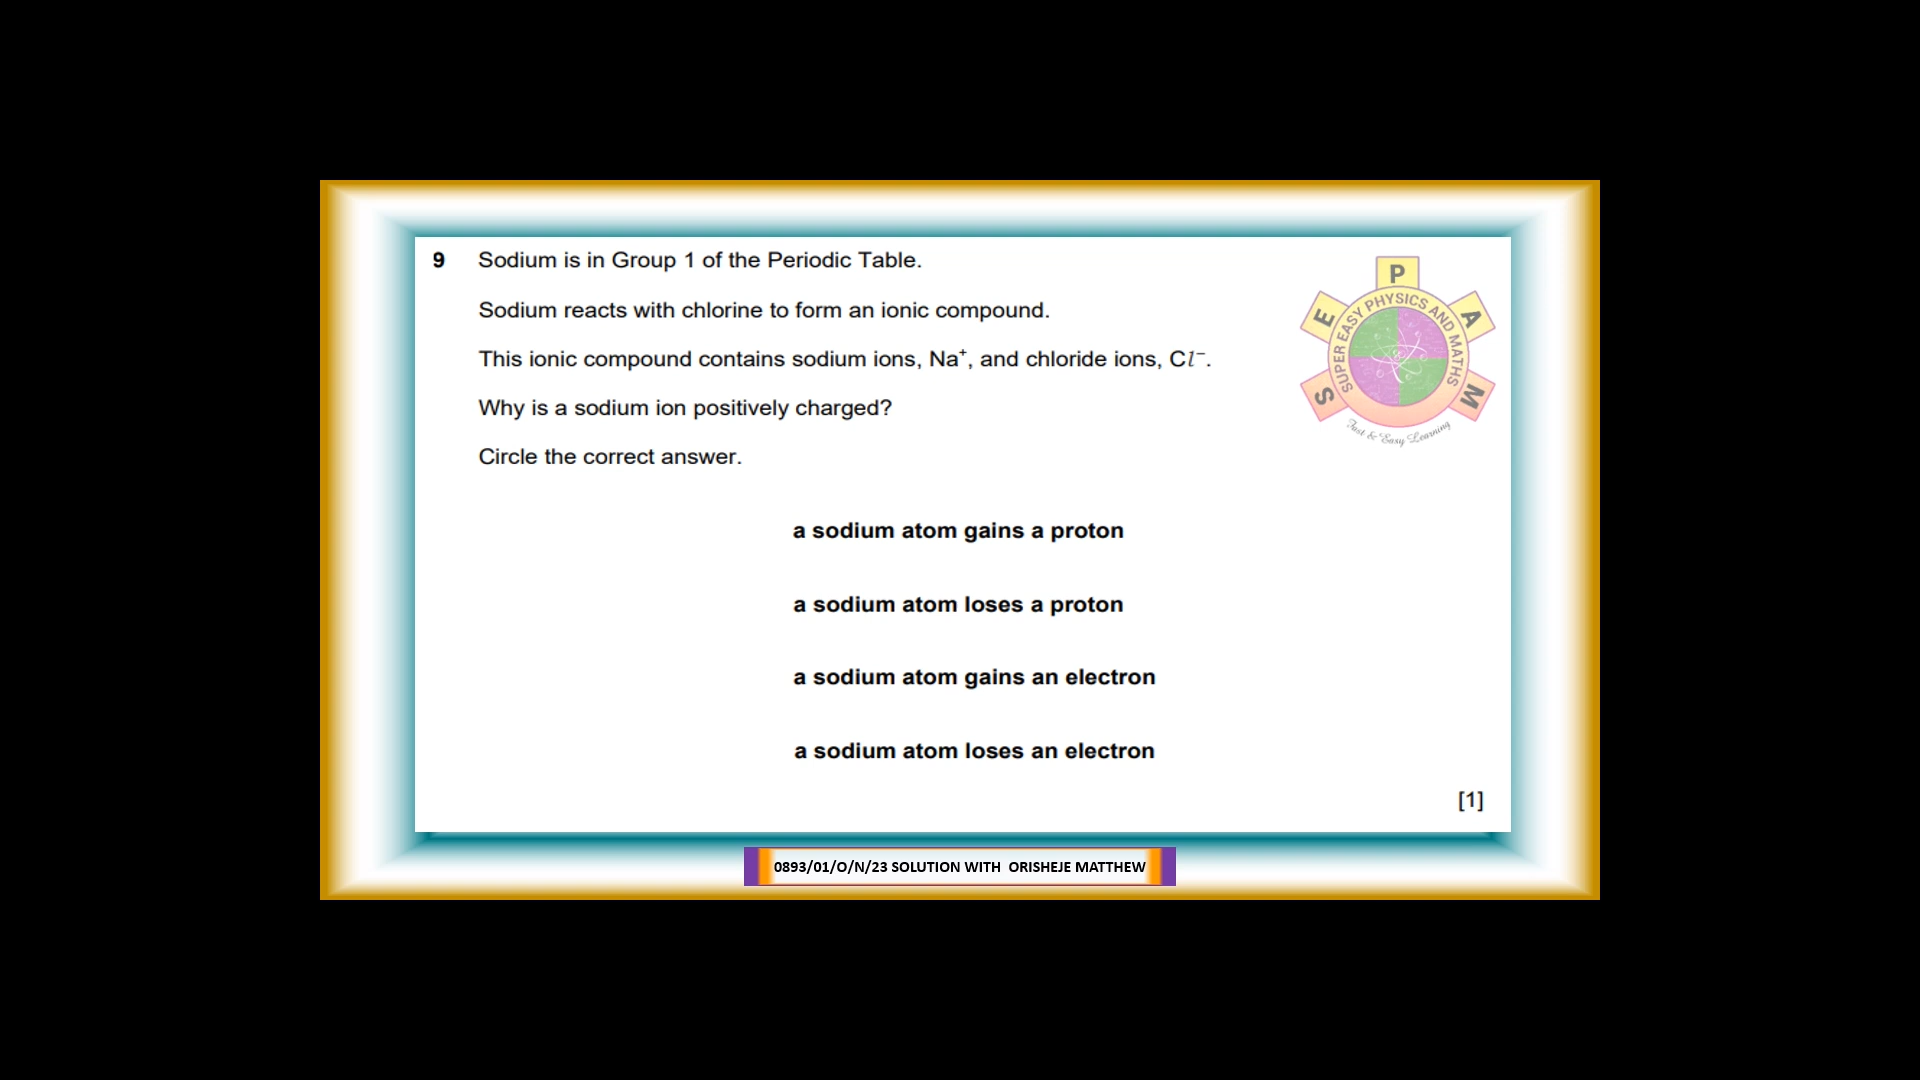 9 Sodium is in Group 1 of the Periodic Table.
Sodium reacts with chlorine to form an ionic compound.
This ionic compound contains sodium ions, Na⁺, and chloride ions, Cl⁻.
Why is a sodium ion positively charged?
Circle the correct answer.
a sodium atom gains a proton
a sodium atom loses a proton
a sodium atom gains an electron
a sodium atom loses an electron
[1]
S E P A M
SUPER EASY PHYSICS AND MATHS
Fast & Easy Learning
0893/01/O/N/23 SOLUTION WITH ORISHEJE MATTHEW